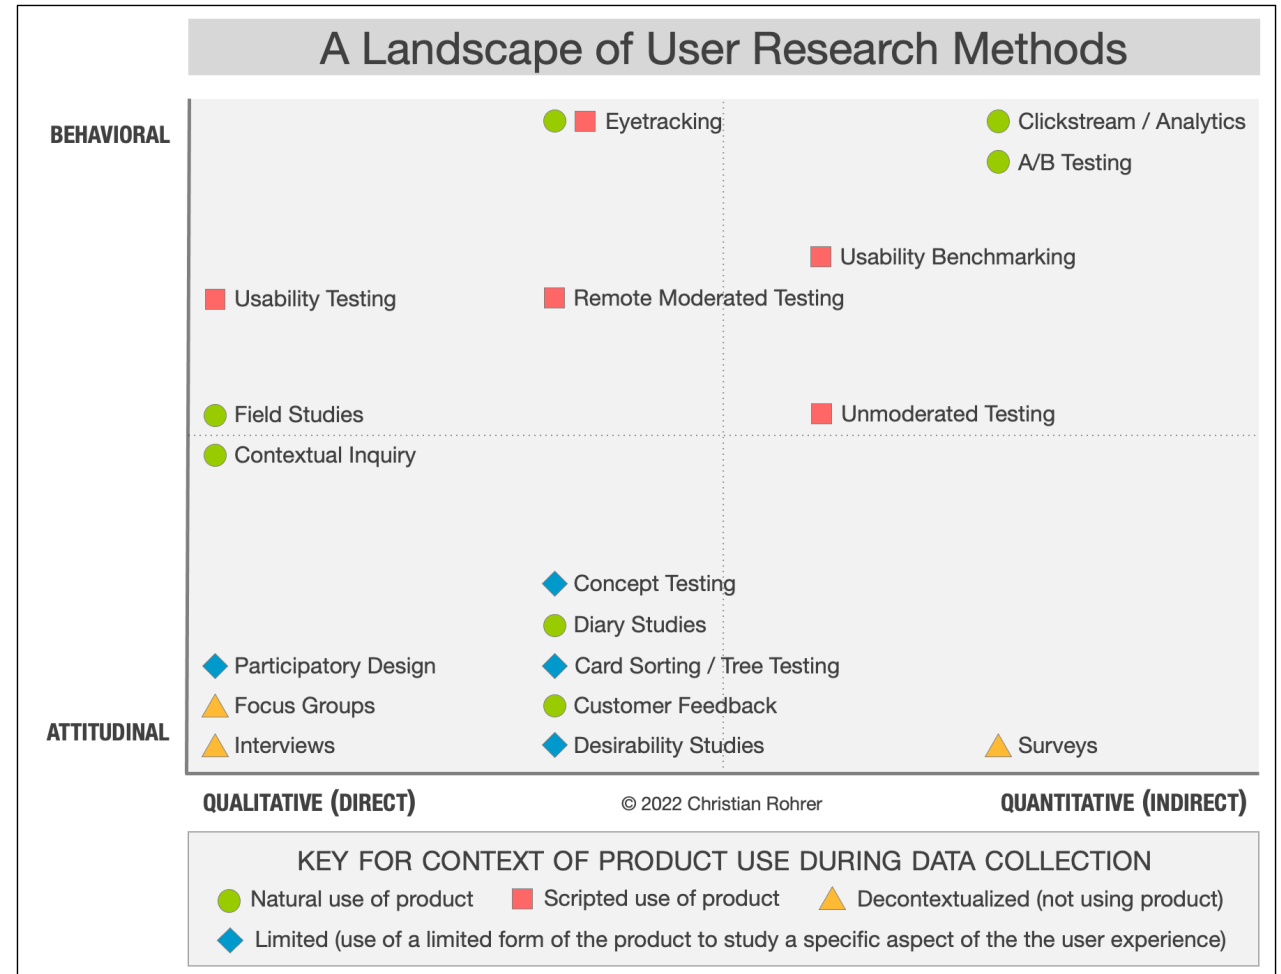 A Landscape of User Research Methods
BEHAVIORAL
Eyetracking
Clickstream / Analytics
A/B Testing
Usability Benchmarking
Usability Testing
Remote Moderated Testing
Field Studies
Unmoderated Testing
Contextual Inquiry
Concept Testing
Diary Studies
Participatory Design
Card Sorting / Tree Testing
Focus Groups
Customer Feedback
ATTITUDINAL
Interviews
Desirability Studies
Surveys
QUALITATIVE (DIRECT)
© 2022 Christian Rohrer
QUANTITATIVE (INDIRECT)
KEY FOR CONTEXT OF PRODUCT USE DURING DATA COLLECTION
Natural use of product
Scripted use of product
Decontextualized (not using product)
Limited (use of a limited form of the product to study a specific aspect of the the user experience)